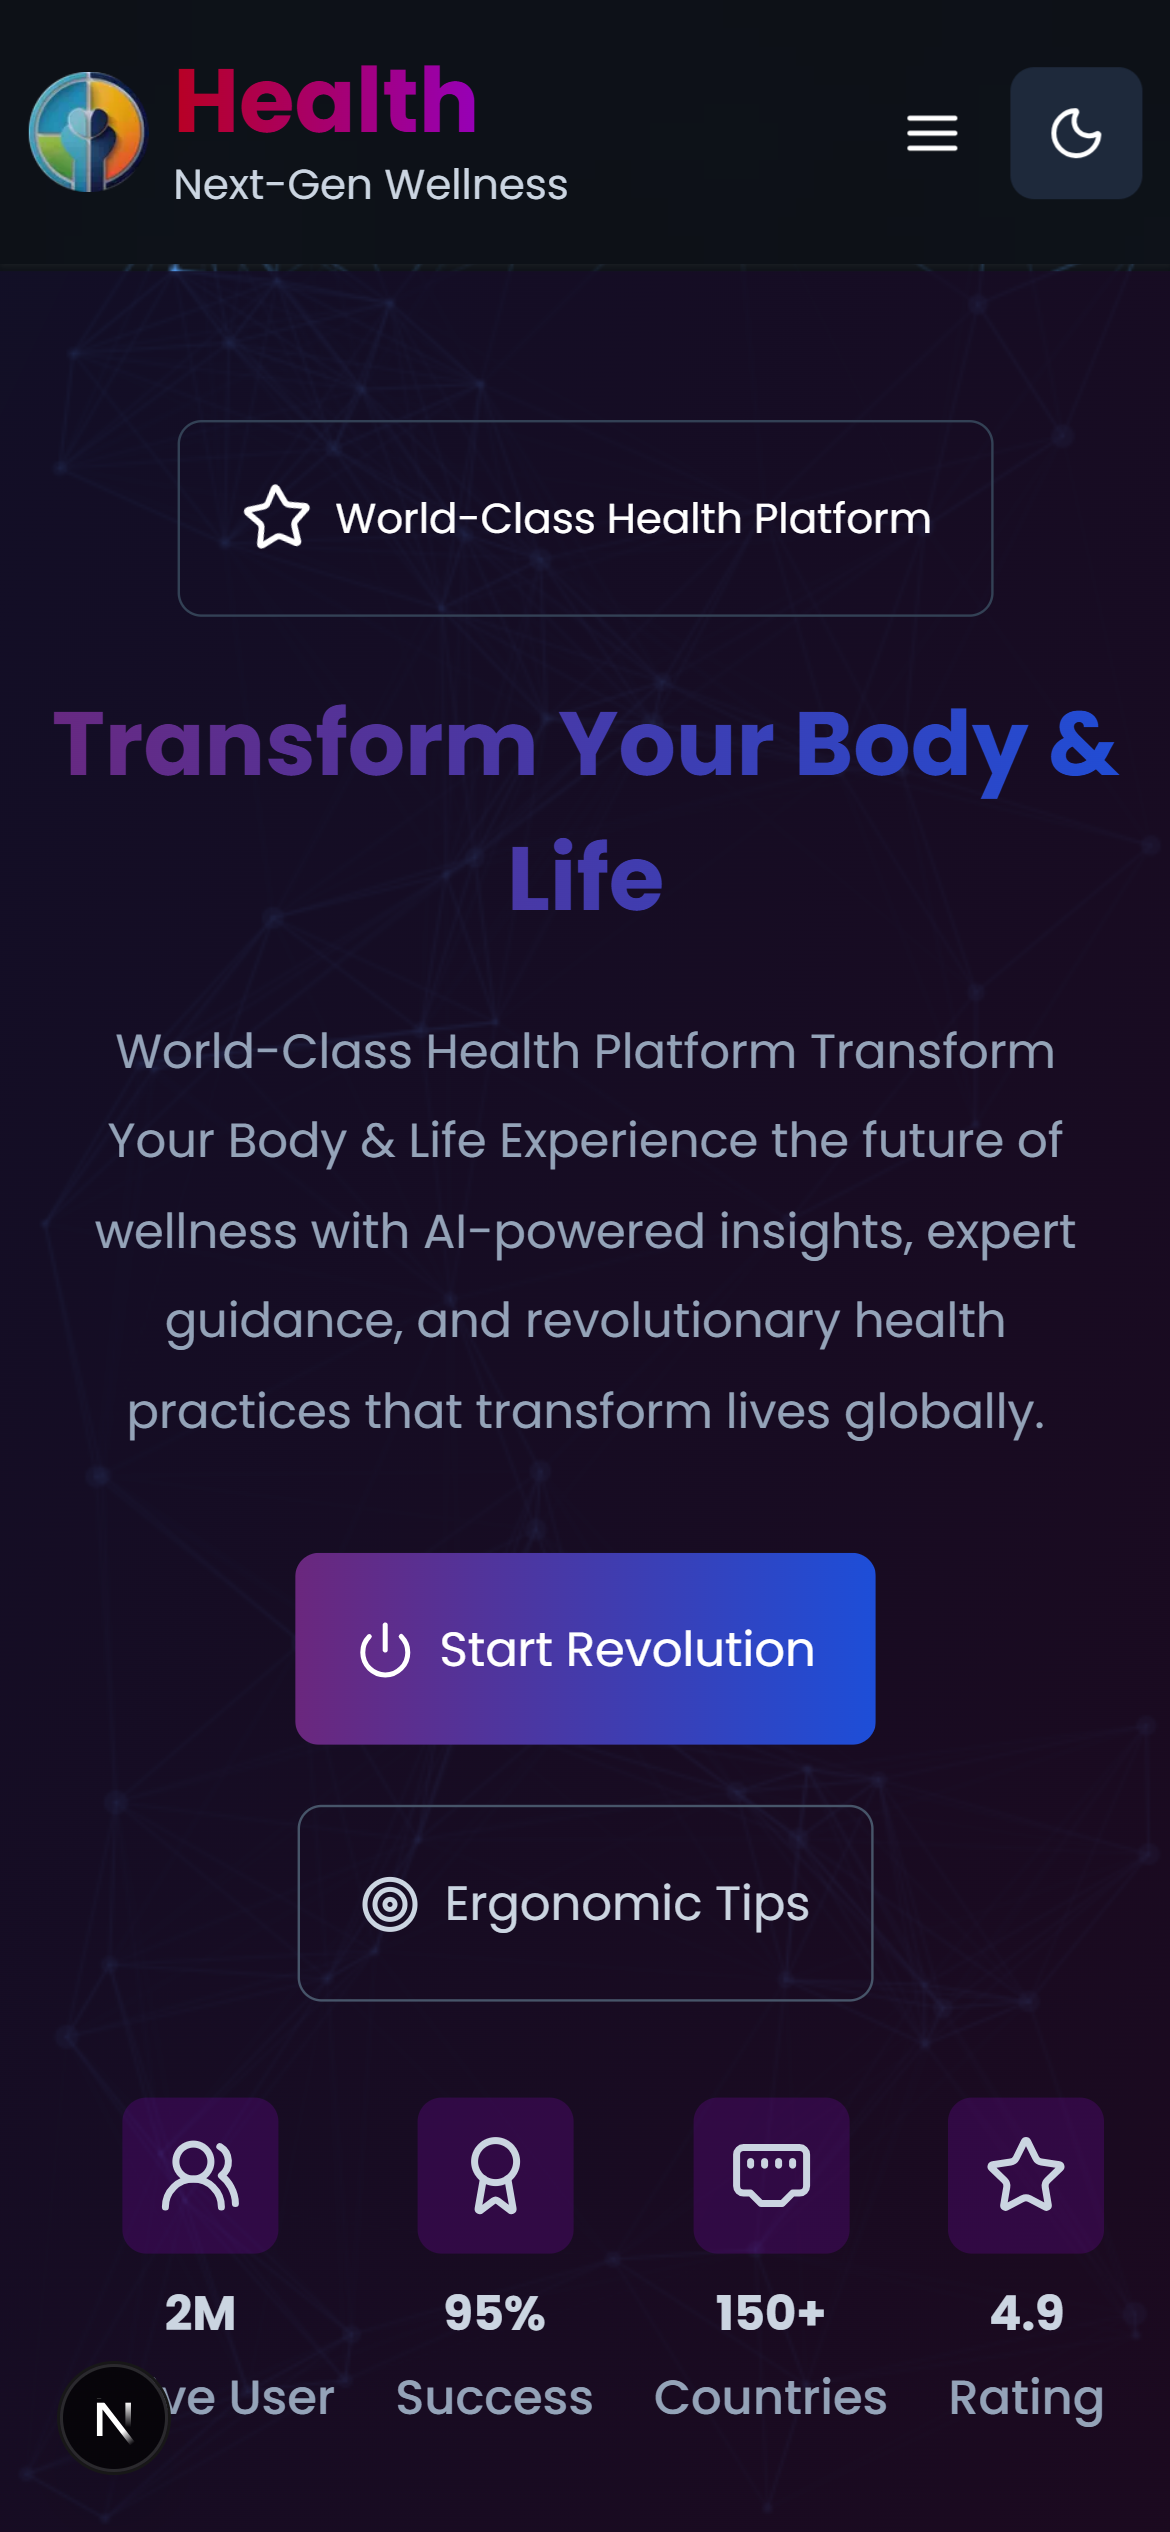 Health
Next-Gen Wellness
World-Class Health Platform
Transform Your Body &
Life
World-Class Health Platform Transform
Your Body & Life Experience the future of
wellness with AI-powered insights, expert
guidance, and revolutionary health
practices that transform lives globally.
Start Revolution
Ergonomic Tips
2M 95% 150+ 4.9
User Success Countries Rating
N